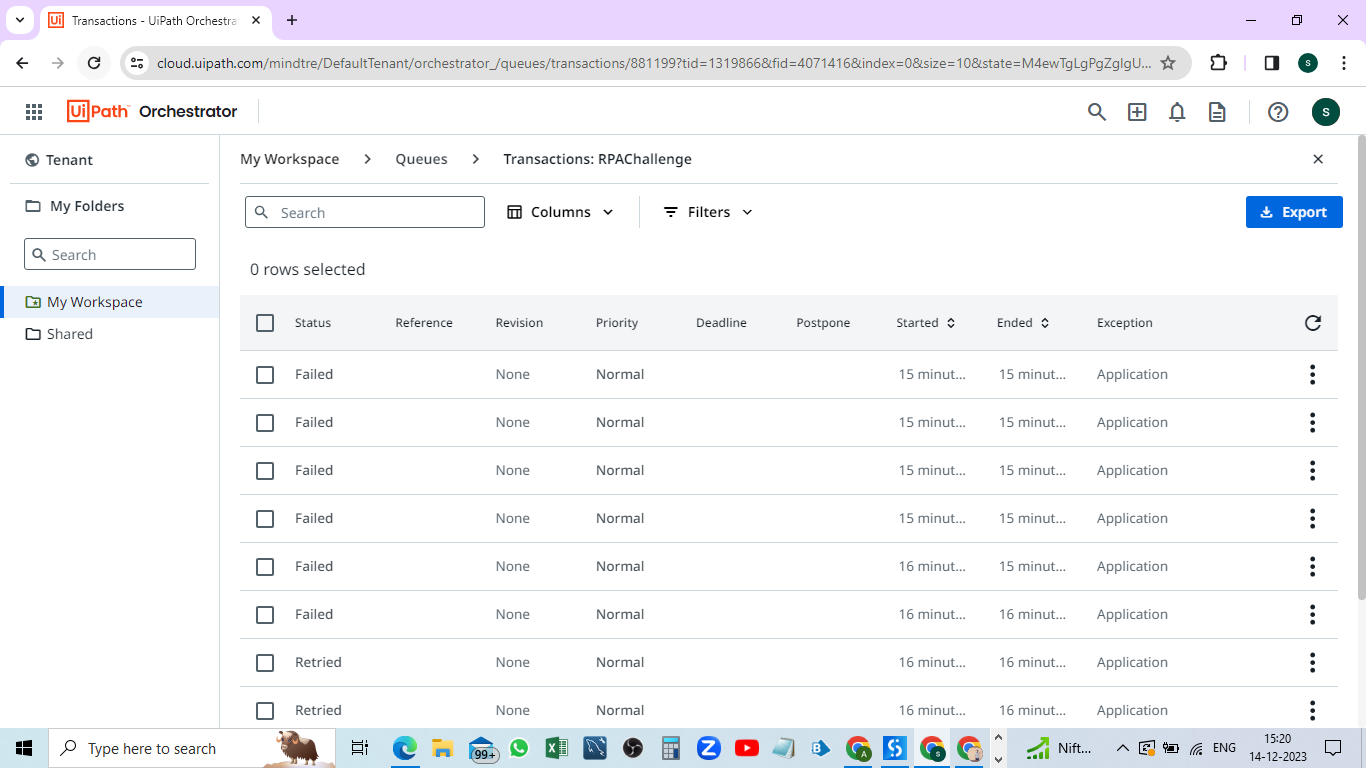 Transactions - UiPath Orchestra
cloud.uipath.com/mindtre/DefaultTenant/orchestrator_/queues/transactions/881199?tid=1319866&fid=4071416&index=0&size=10&state=M4ewTgLgPgZglgU...
S
UiPath Orchestrator
S
Tenant
My Folders
Search
My Workspace
Shared
My Workspace > Queues > Transactions: RPAChallenge
Search
Columns
Filters
Export
0 rows selected
Status Reference Revision Priority Deadline Postpone Started Ended Exception
Failed None Normal 15 minut... 15 minut... Application
Failed None Normal 15 minut... 15 minut... Application
Failed None Normal 15 minut... 15 minut... Application
Failed None Normal 15 minut... 15 minut... Application
Failed None Normal 16 minut... 15 minut... Application
Failed None Normal 16 minut... 16 minut... Application
Retried None Normal 16 minut... 16 minut... Application
Retried None Normal 16 minut... 16 minut... Application
Type here to search
99+
A
S
Nift...
ENG
15:20
14-12-2023